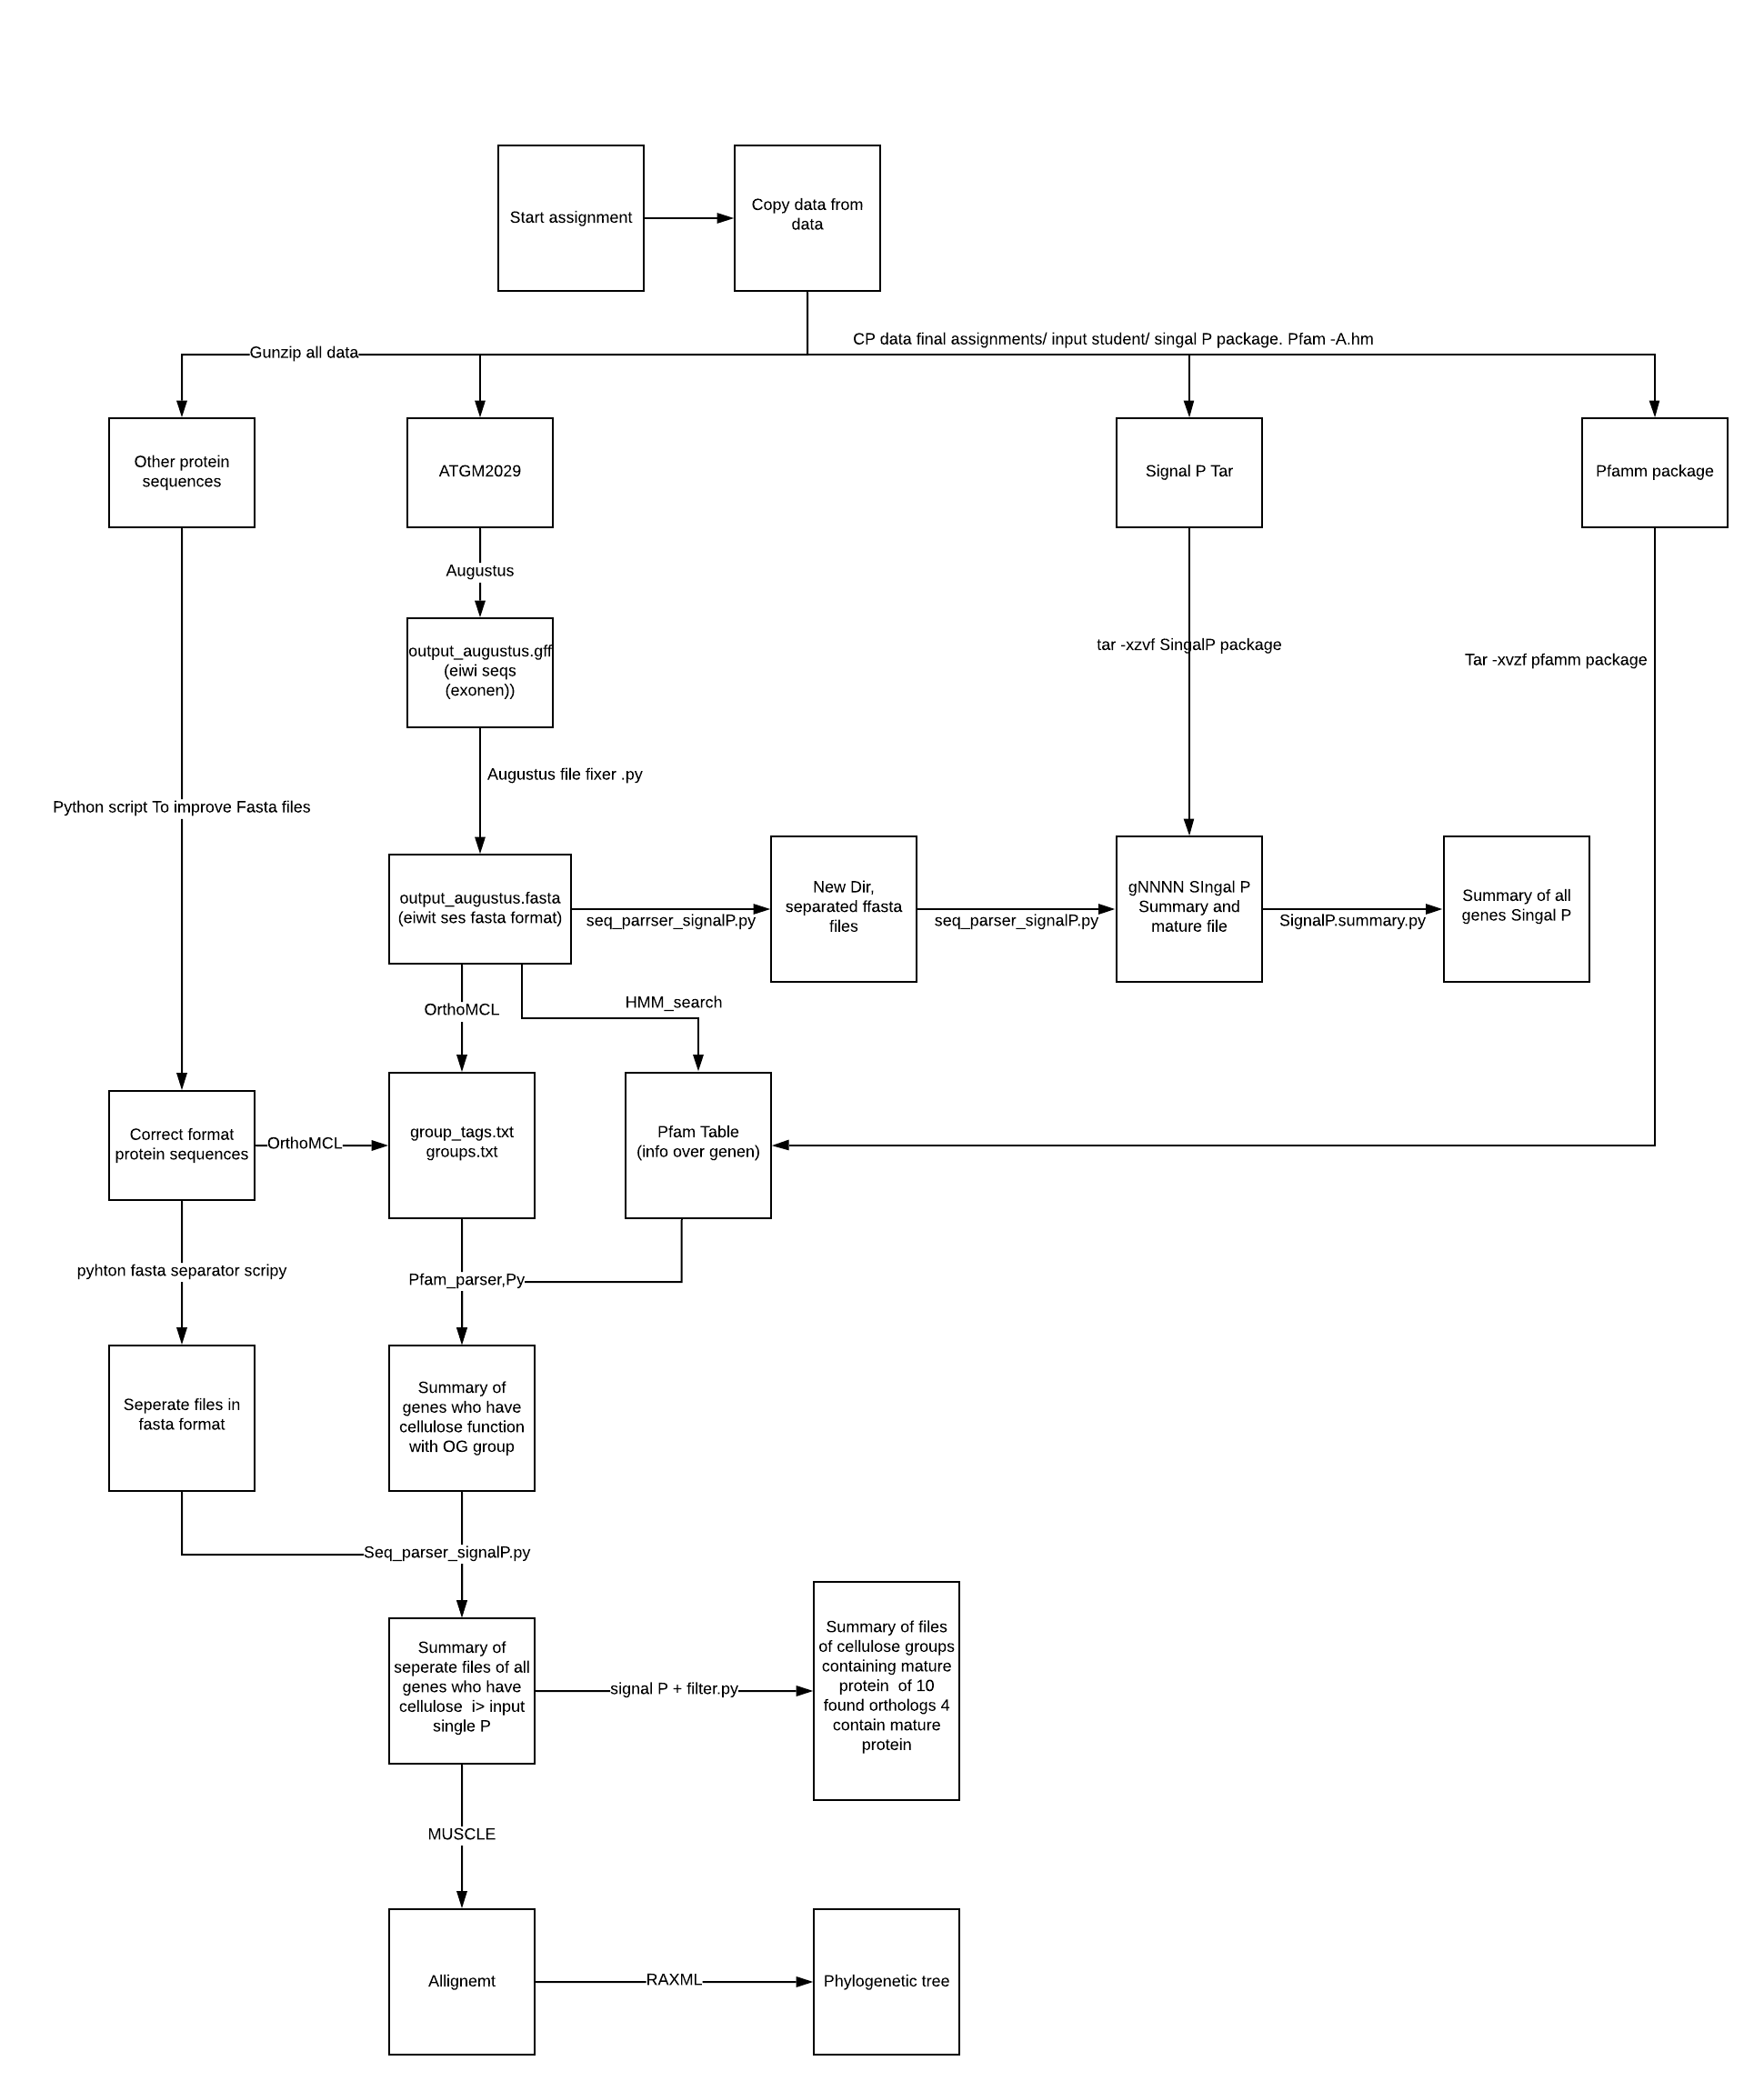 Start assignment
Copy data from
data
CP data final assignments/ input student/ singal P package. Pfam -A.hm
Gunzip all data
Other protein
sequences
ATGM2029
Signal P Tar
Pfamm package
Augustus
output_augustus.gff
(eiwi seqs
(exonen))
tar -xzvf SingalP package
Tar -xvzf pfamm package
Augustus file fixer .py
Python script To improve Fasta files
output_augustus.fasta
(eiwit ses fasta format)
seq_parrser_signalP.py
New Dir,
separated ffasta
files
seq_parser_signalP.py
gNNNN SIngal P
Summary and
mature file
SignalP.summary.py
Summary of all
genes Singal P
OrthoMCL
HMM_search
Correct format
protein sequences
OrthoMCL
group_tags.txt
groups.txt
Pfam Table
(info over genen)
pyhton fasta separator scripy
Pfam_parser,Py
Seperate files in
fasta format
Summary of
genes who have
cellulose function
with OG group
Seq_parser_signalP.py
Summary of
seperate files of all
genes who have
cellulose  i> input
single P
signal P + filter.py
Summary of files
of cellulose groups
containing mature
protein  of 10
found orthologs 4
contain mature
protein
MUSCLE
Allignemt
RAXML
Phylogenetic tree